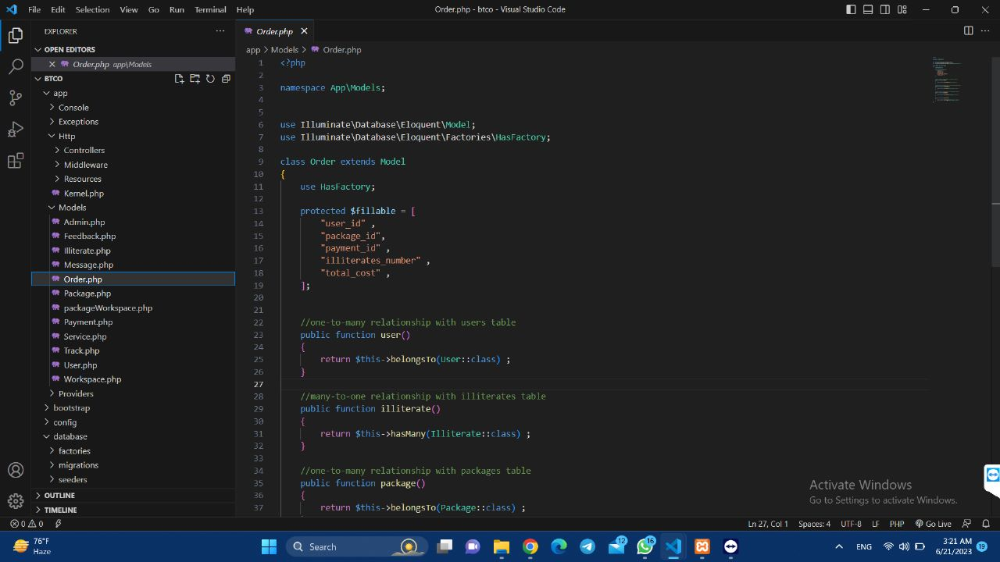 File Edit Selection View Go Run Terminal Help
Order.php - btco - Visual Studio Code
EXPLORER
OPEN EDITORS
Order.php app\Models
BTCO
app
Console
Exceptions
Http
Controllers
Middleware
Resources
Kernel.php
Models
Admin.php
Feedback.php
Illiterate.php
Message.php
Order.php
Package.php
packageWorkspace.php
Payment.php
Service.php
Track.php
User.php
Workspace.php
Providers
bootstrap
config
database
factories
migrations
seeders
OUTLINE
TIMELINE
Order.php
app > Models > Order.php
1 <?php
2
3 namespace App\Models;
4
5
6 use Illuminate\Database\Eloquent\Model;
7 use Illuminate\Database\Eloquent\Factories\HasFactory;
8
9 class Order extends Model
10 {
11 use HasFactory;
12
13 protected $fillable = [
14 "user_id" ,
15 "package_id",
16 "payment_id" ,
17 "illiterates_number" ,
18 "total_cost" ,
19 ];
20
21
22 //one-to-many relationship with users table
23 public function user()
24 {
25 return $this->belongsTo(User::class) ;
26 }
27
28 //many-to-one relationship with illiterates table
29 public function illiterate()
30 {
31 return $this->hasMany(Illiterate::class) ;
32 }
33
34 //one-to-many relationship with packages table
35 public function package()
36 {
37 return $this->belongsTo(Package::class) ;
Activate Windows
Go to Settings to activate Windows.
0 0
Ln 27, Col 1 Spaces: 4 UTF-8 LF PHP Go Live
76°F
Haze
Search
12
16
ENG
3:21 AM
6/21/2023
19